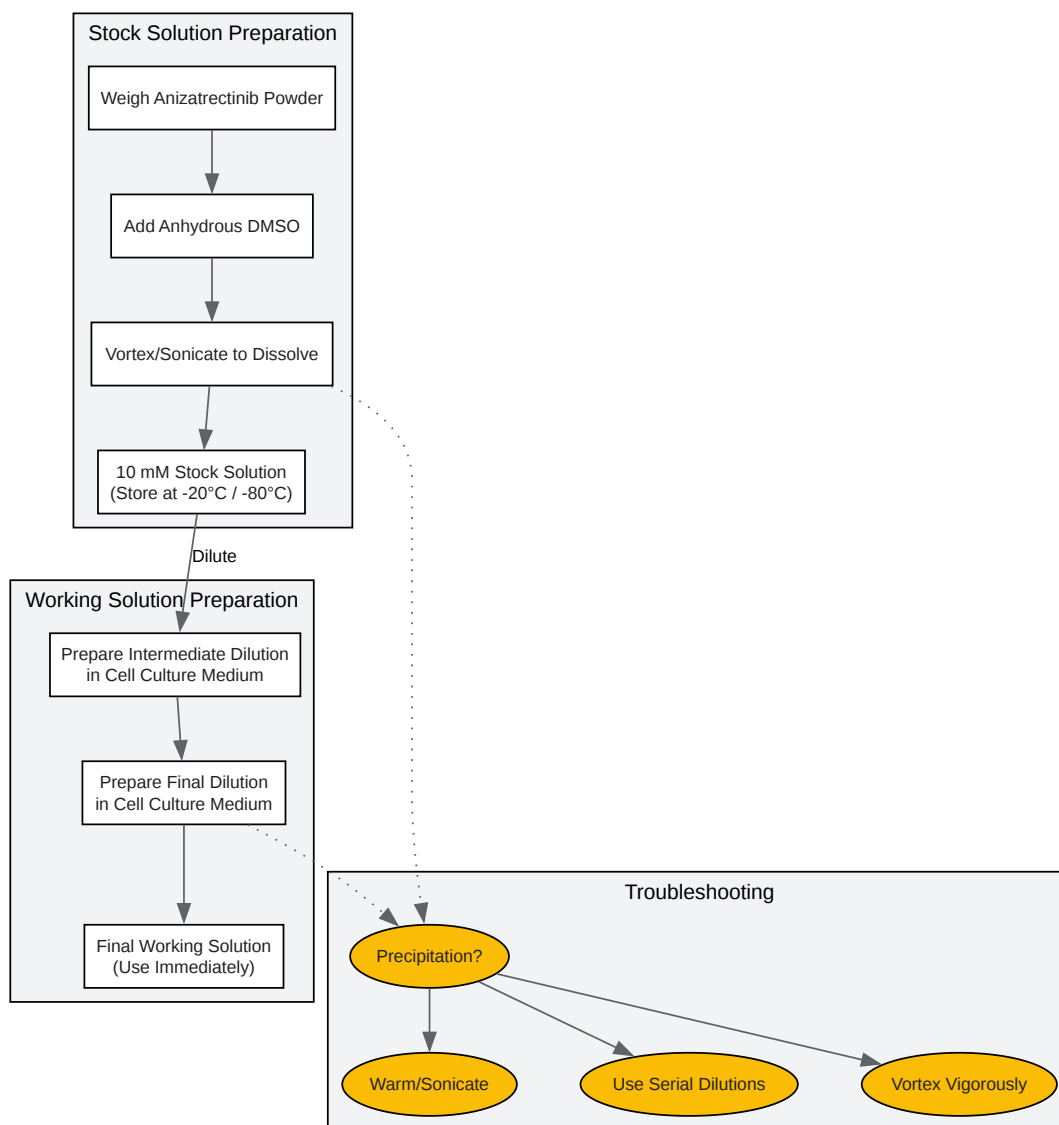 Stock Solution Preparation
Weigh Anizatrectinib Powder
Add Anhydrous DMSO
Vortex/Sonicate to Dissolve
10 mM Stock Solution
(Store at -20°C / -80°C)
Dilute
Working Solution Preparation
Prepare Intermediate Dilution
in Cell Culture Medium
Prepare Final Dilution
in Cell Culture Medium
Final Working Solution
(Use Immediately)
Troubleshooting
Precipitation?
Warm/Sonicate
Use Serial Dilutions
Vortex Vigorously